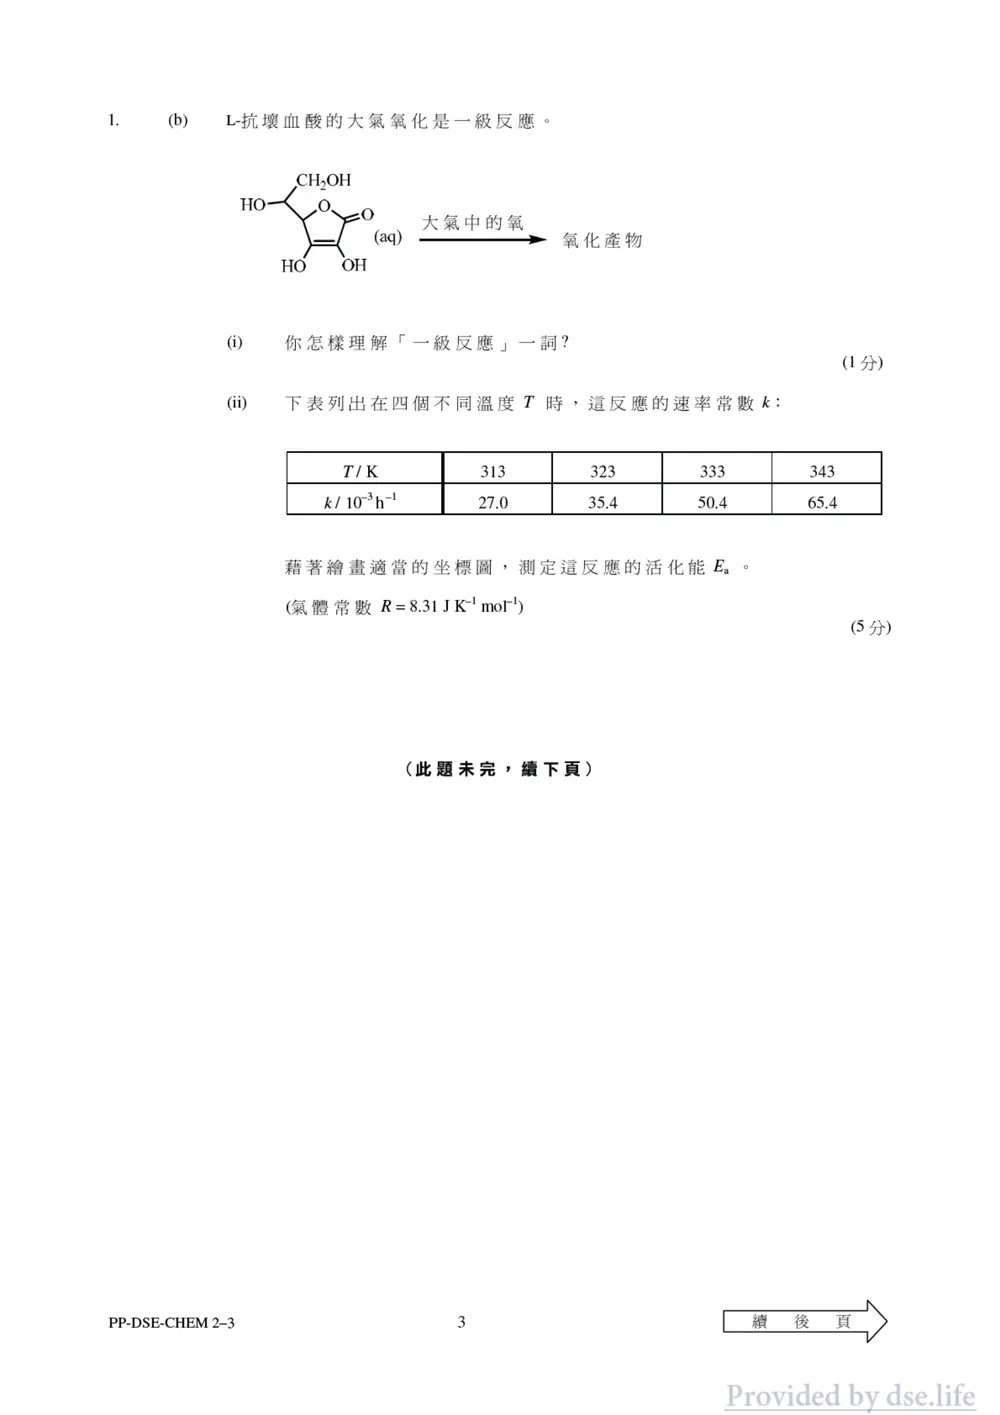 1. (b) L-抗壞血酸的大氣氧化是一級反應。
CH₂OH
HO
O
O
(aq)
大氣中的氧
氧化產物
HO
OH
(i) 你怎樣理解「一級反應」一詞?
(1 分)
(ii) 下表列出在四個不同溫度 T 時，這反應的速率常數 k：
T / K 313 323 333 343
k / 10⁻³ h⁻¹ 27.0 35.4 50.4 65.4
藉著繪畫適當的坐標圖，測定這反應的活化能 Eₐ 。
(氣體常數 R = 8.31 J K⁻¹ mol⁻¹)
(5 分)
（此題未完，續下頁）
PP-DSE-CHEM 2–3
3
續後頁
Provided by dse.life